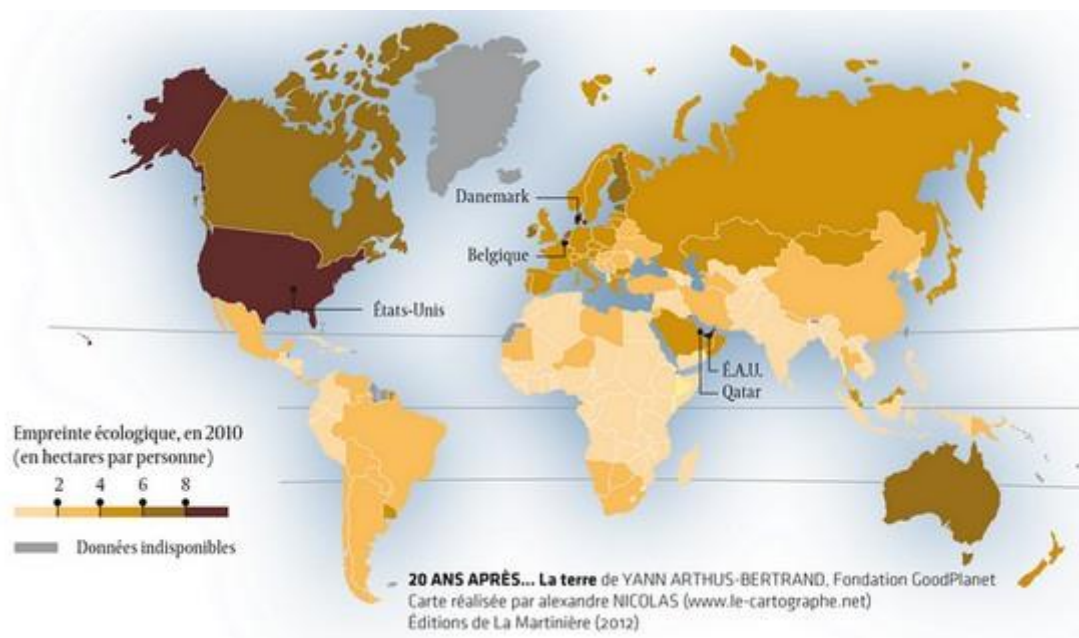 Danemark
Belgique
États-Unis
É.A.U.
Qatar
Empreinte écologique, en 2010
(en hectares par personne)
2 4 6 8
Données indisponibles
20 ANS APRÈS... La terre de YANN ARTHUS-BERTRAND, Fondation GoodPlanet
Carte réalisée par alexandre NICOLAS (www.le-cartographe.net)
Éditions de La Martinière (2012)